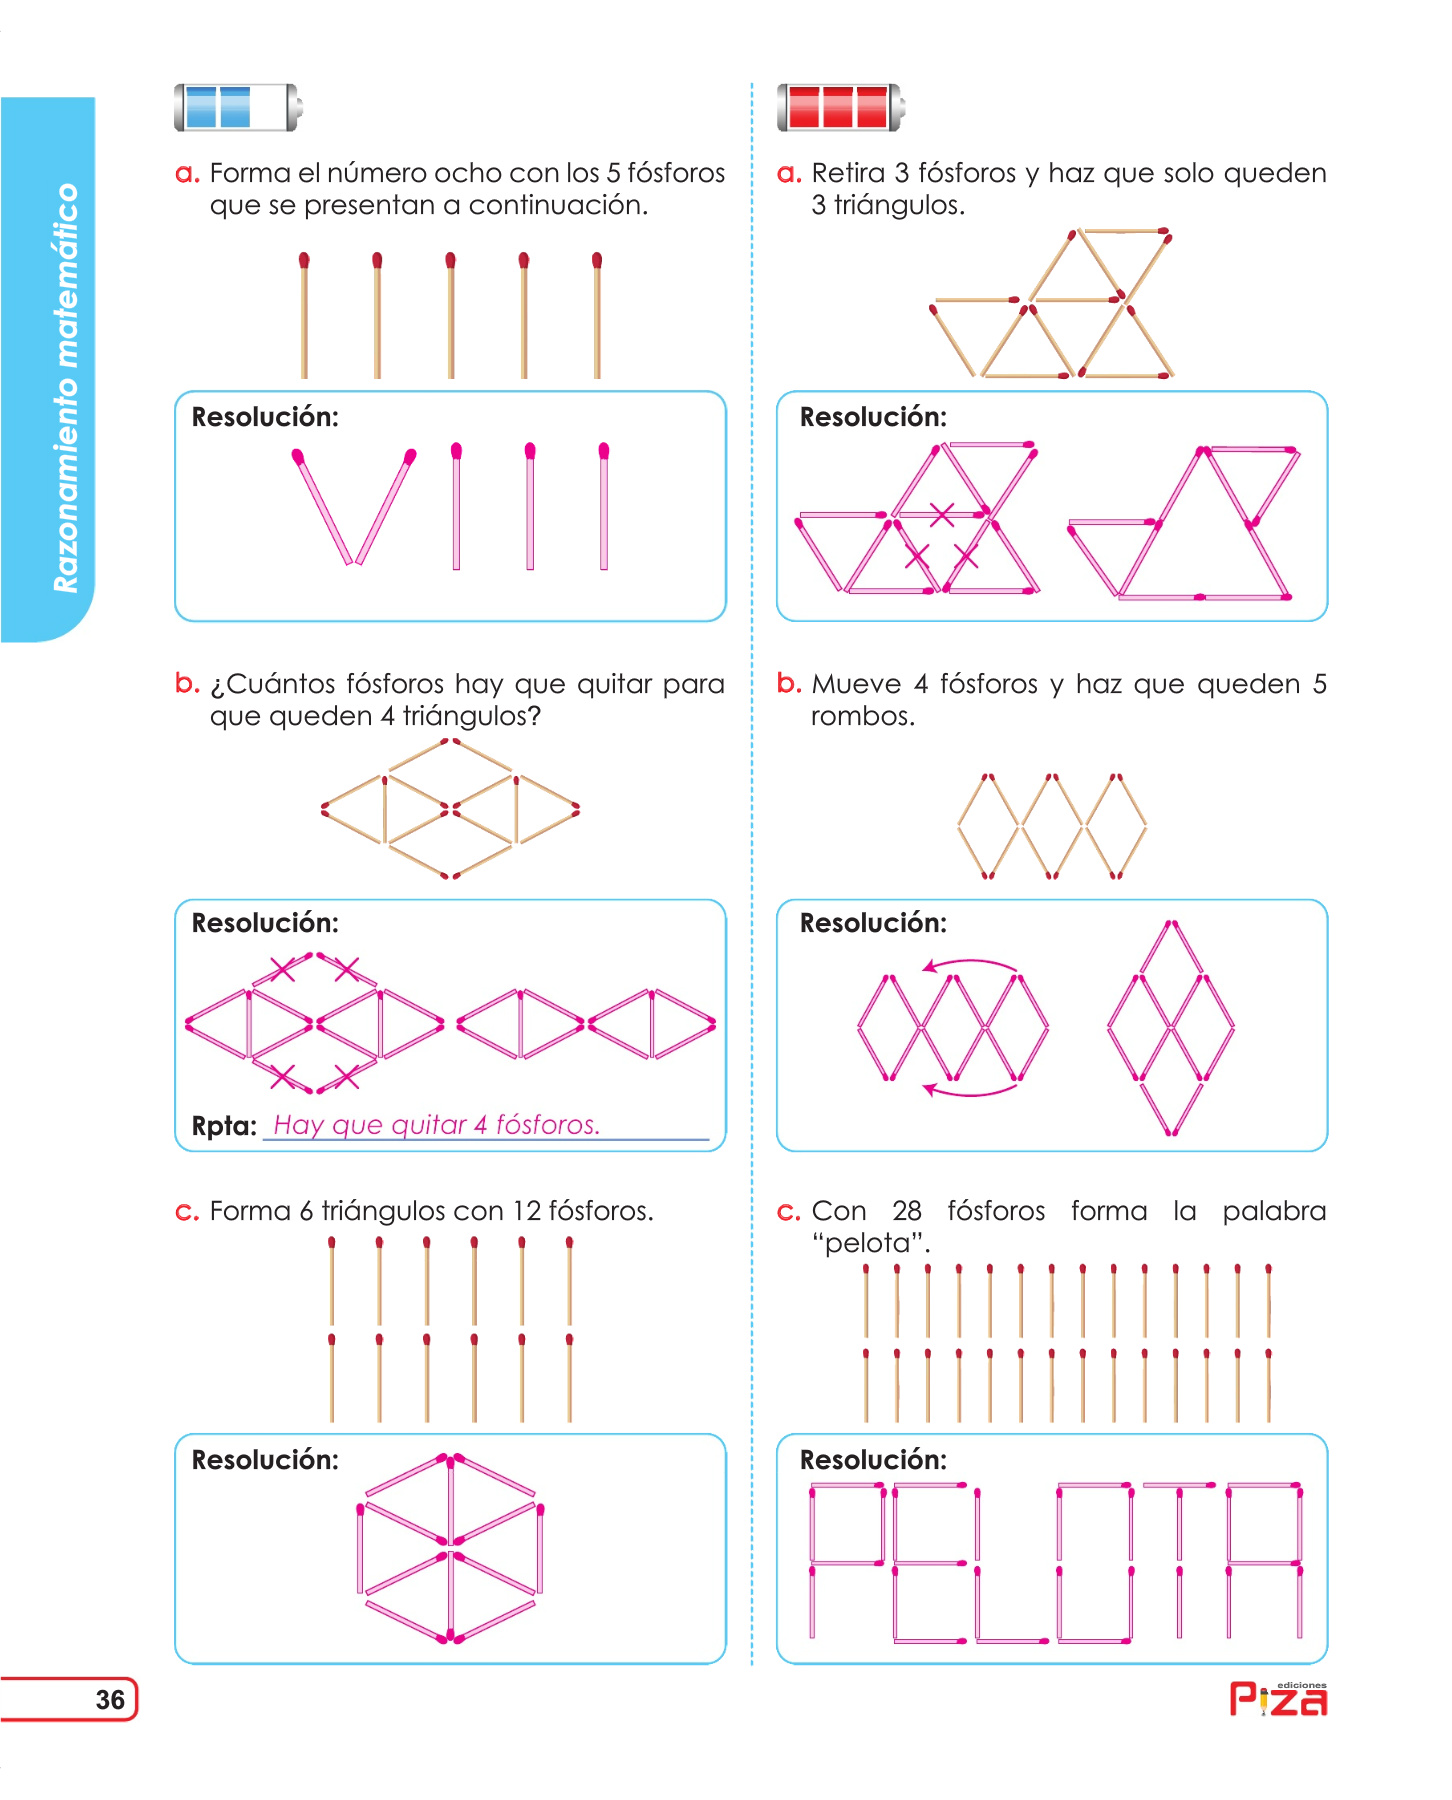 Razonamiento matemático
a. Forma el número ocho con los 5 fósforos
que se presentan a continuación.
Resolución:
b. ¿Cuántos fósforos hay que quitar para
que queden 4 triángulos?
Resolución:
Rpta: Hay que quitar 4 fósforos.
c. Forma 6 triángulos con 12 fósforos.
Resolución:
a. Retira 3 fósforos y haz que solo queden
3 triángulos.
Resolución:
b. Mueve 4 fósforos y haz que queden 5
rombos.
Resolución:
c. Con 28 fósforos forma la palabra
“pelota”.
Resolución:
PELOTA
36
ediciones
PIZA